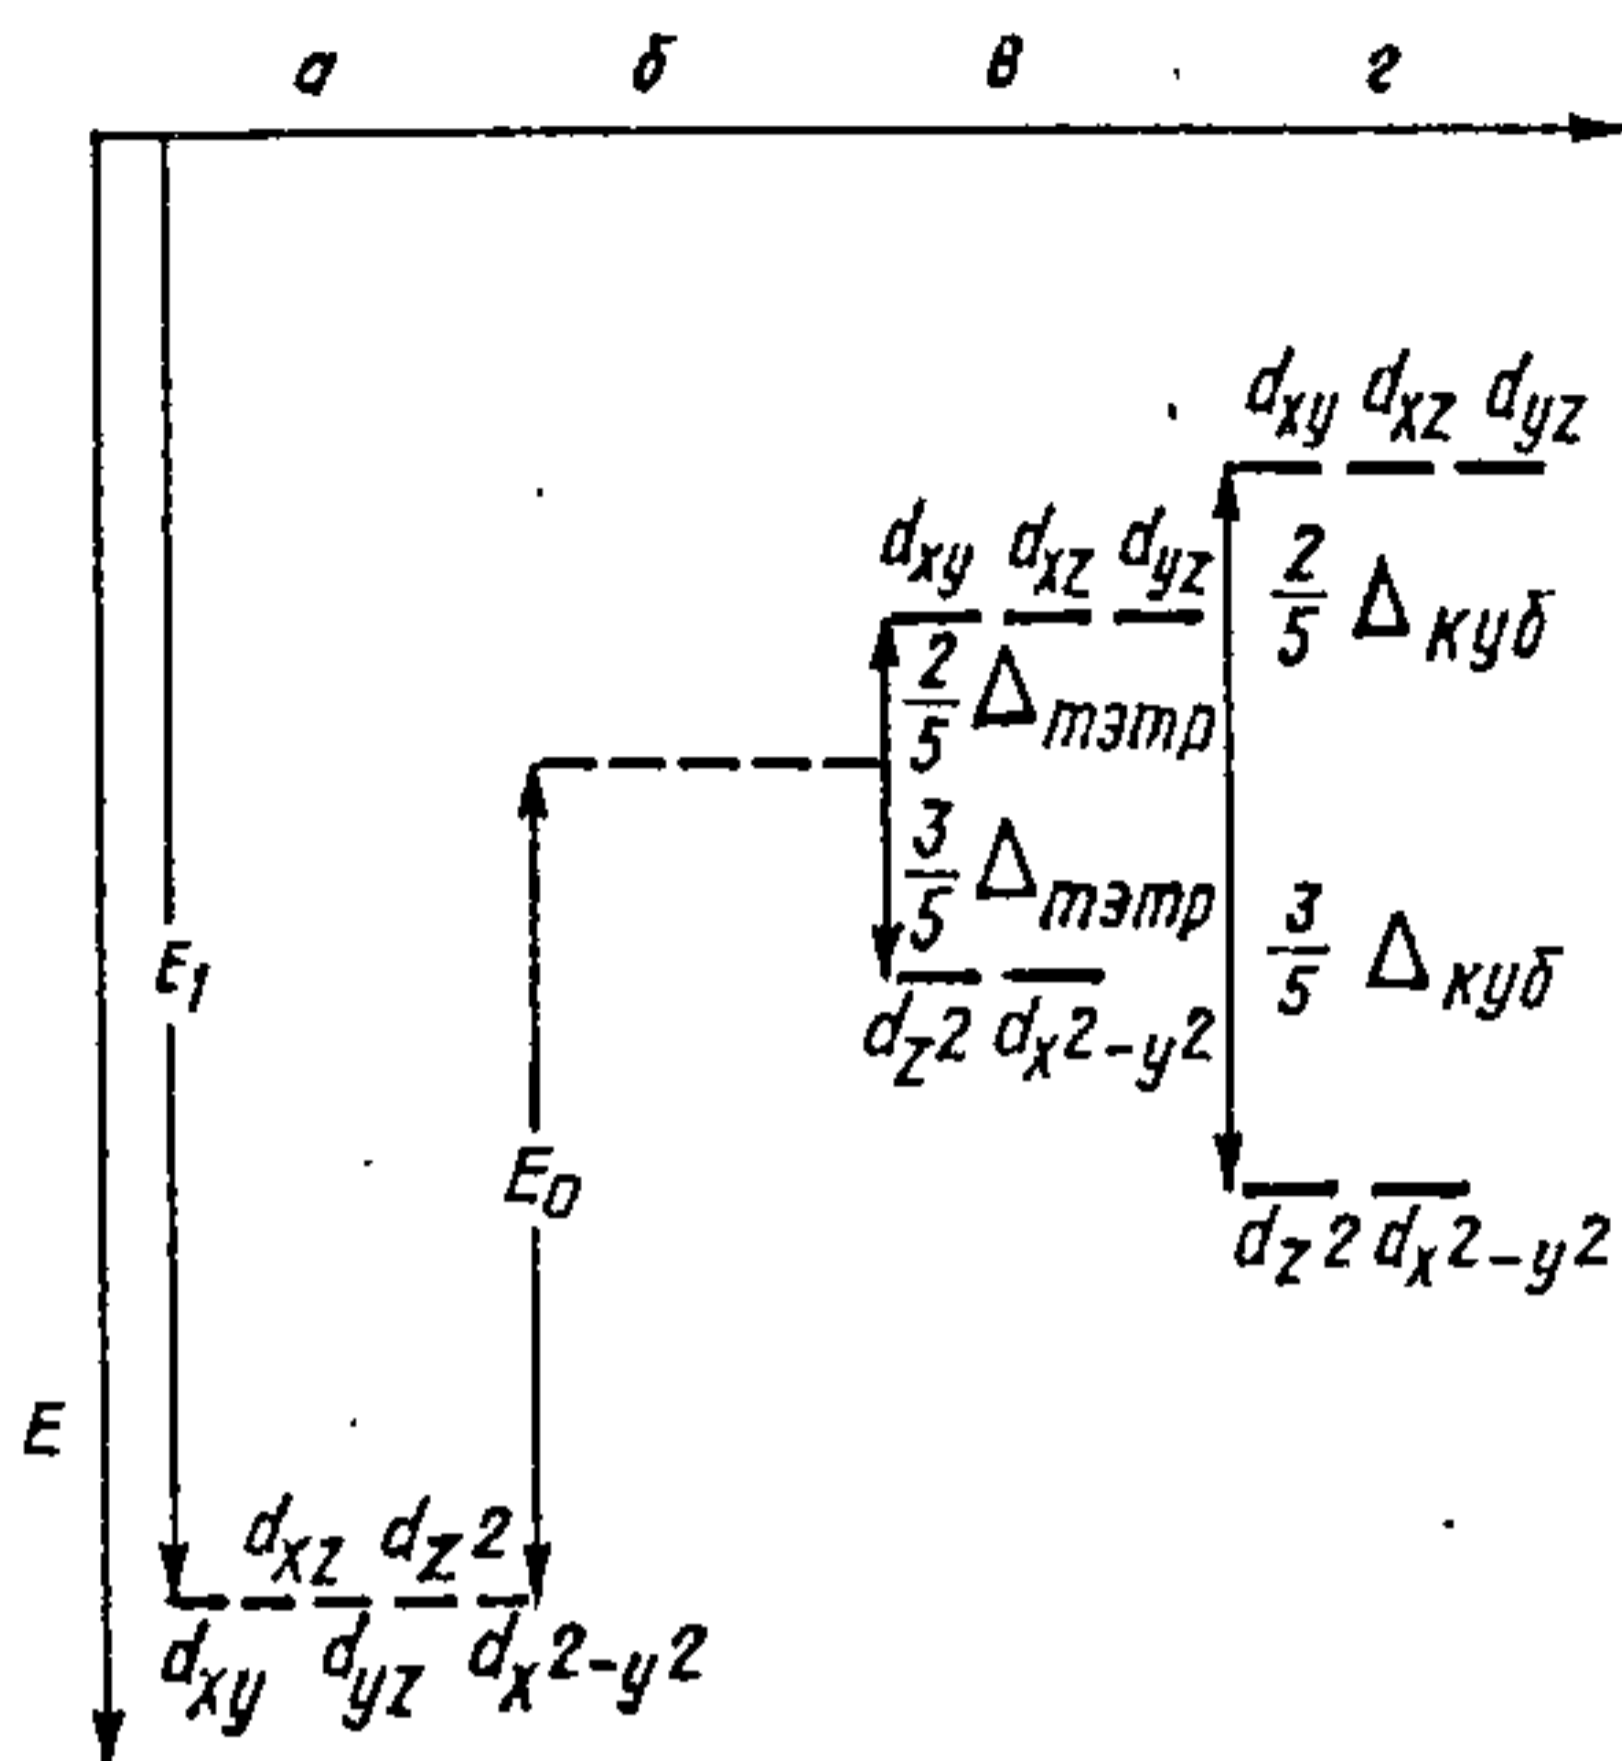 а б в г
d_xy d_xz d_yz
d_xy d_xz d_yz
2/5 Δ_куб
2/5 Δ_тэтр
3/5 Δ_тэтр
3/5 Δ_куб
E_1
d_z2 d_x2-y2
E_0
d_z2 d_x2-y2
E
d_xz d_z2
d_xy d_yz d_x2-y2